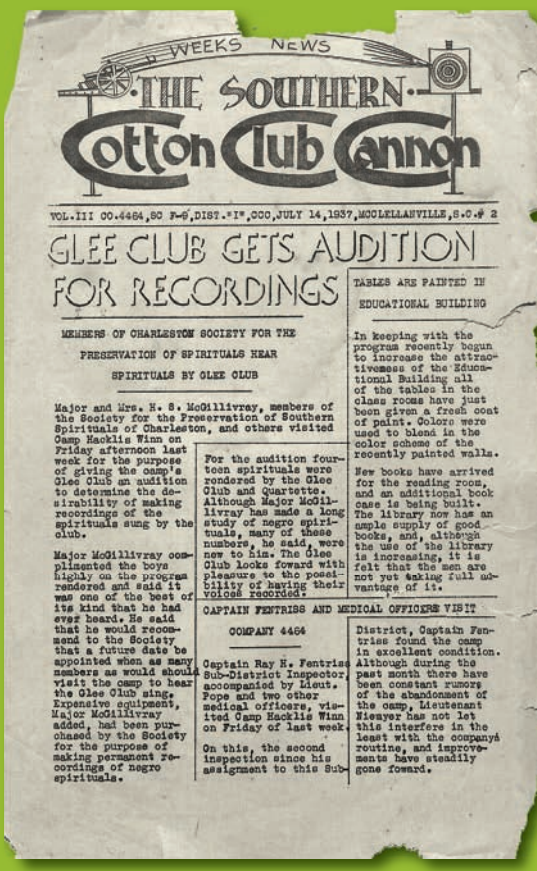 WEEKS NEWS
THE SOUTHERN
Cotton Club Cannon
VOL.III CO.4464,SC F-9,DIST."I",CCC,JULY 14,1937,MCCLELLANVILLE,S.C.# 2
GLEE CLUB GETS AUDITION
FOR RECORDINGS
MEMBERS OF CHARLESTON SOCIETY FOR THE
PRESERVATION OF SPIRITUALS HEAR
SPIRITUALS BY GLEE CLUB
Major and Mrs. H. S. McGillivray, members of
the Society for the Preservation of Southern
Spirituals of Charleston, and others visited
Camp Hacklis Winn on
Friday afternoon last
week for the purpose
of giving the camp's
Glee Club an audition
to determine the de-
sirability of making
recordings of the
spirituals sung by the
club.
Major McGillivray com-
plimented the boys
highly on the program
rendered and said it
was one of the best of
its kind that he had
ever heard. He said
that he would recom-
mend to the Society
that a future date be
appointed when as many
members as would should
visit the camp to hear
the Glee Club sing.
Expensive equipment,
Major McGillivray
added, had been pur-
chased by the Society
for the purpose of
making permanent re-
cordings of negro
spirituals.
For the audition four-
teen spirituals were
rendered by the Glee
Club and Quartette.
Although Major McGil-
livray has made a long
study of negro spiri-
tuals, many of these
numbers, he said, were
new to him. The Glee
Club looks foward with
pleasure to the possi-
bility of having their
voices recorded.
TABLES ARE PAINTED IN
EDUCATIONAL BUILDING
In keeping with the
program recently begun
to increase the attrac-
tiveness of the Educa-
tional Building all
of the tables in the
class rooms have just
been given a fresh coat
of paint. Colors were
used to blend in the
color scheme of the
recently painted walls.
New books have arrived
for the reading room,
and an additional book
case is being built.
The library now has an
ample supply of good
books, and, although
the use of the library
is increasing, it is
felt that the men are
not yet taking full ad-
vantage of it.
CAPTAIN FENTRISS AND MEDICAL OFFICERS VISIT
COMPANY 4464
Captain Ray H. Fentriss
Sub-District Inspector,
accompanied by Lieut.
Pope and two other
medical officers, vis-
ited Camp Hacklis Winn
on Friday of last week.
On this, the second
inspection since his
assignment to this Sub-
District, Captain Fen-
triss found the camp
in excellent condition.
Although during the
past month there have
been constant rumors
of the abandonment of
the camp, Lieutenant
Niemyer has not let
this interfere in the
least with the companys
routine, and improve-
ments have steadily
gone foward.